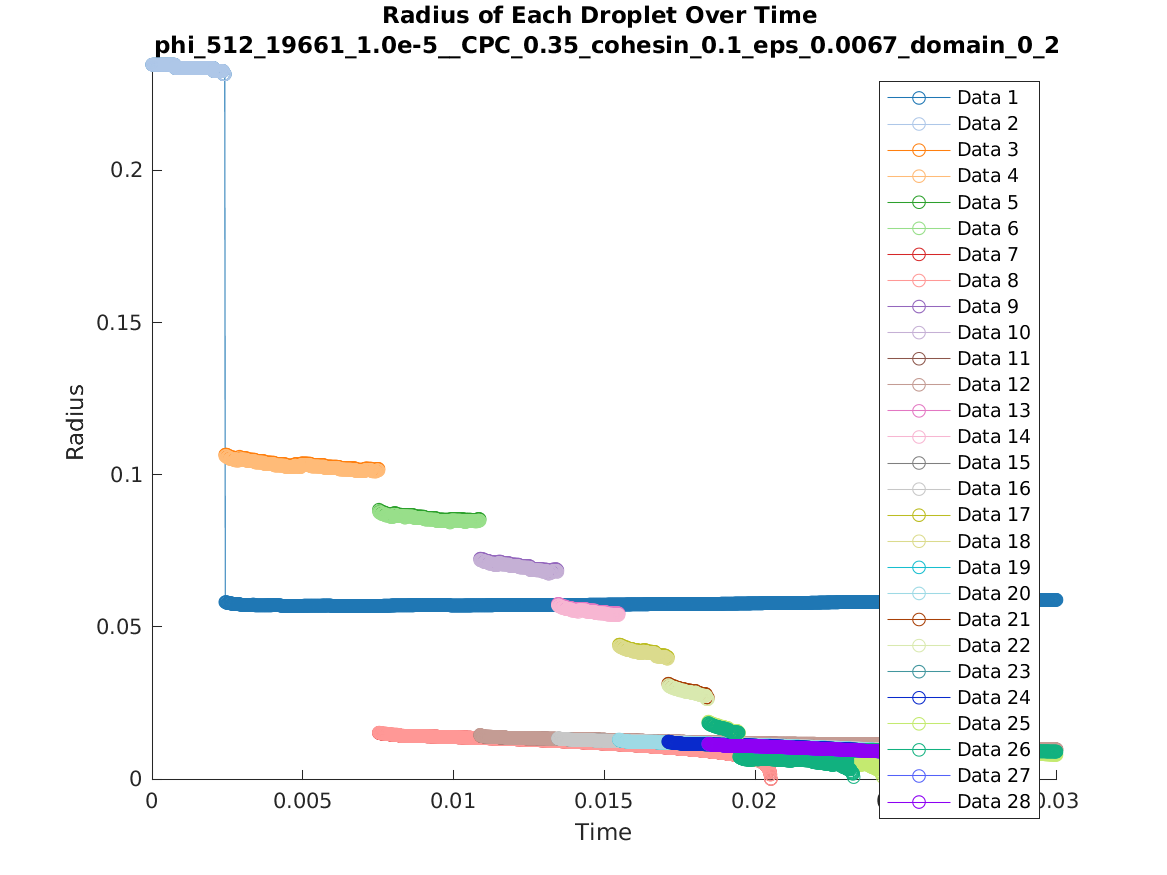 Radius of Each Droplet Over Time
phi_512_19661_1.0e-5__CPC_0.35_cohesin_0.1_eps_0.0067_domain_0_2
Data 1
Data 2
Data 3
Data 4
Data 5
Data 6
Data 7
Data 8
Data 9
Data 10
Data 11
Data 12
Data 13
Data 14
Data 15
Data 16
Data 17
Data 18
Data 19
Data 20
Data 21
Data 22
Data 23
Data 24
Data 25
Data 26
Data 27
Data 28
0.2
0.15
0.1
0.05
0
Radius
0
0.005
0.01
0.015
0.02
0.03
Time